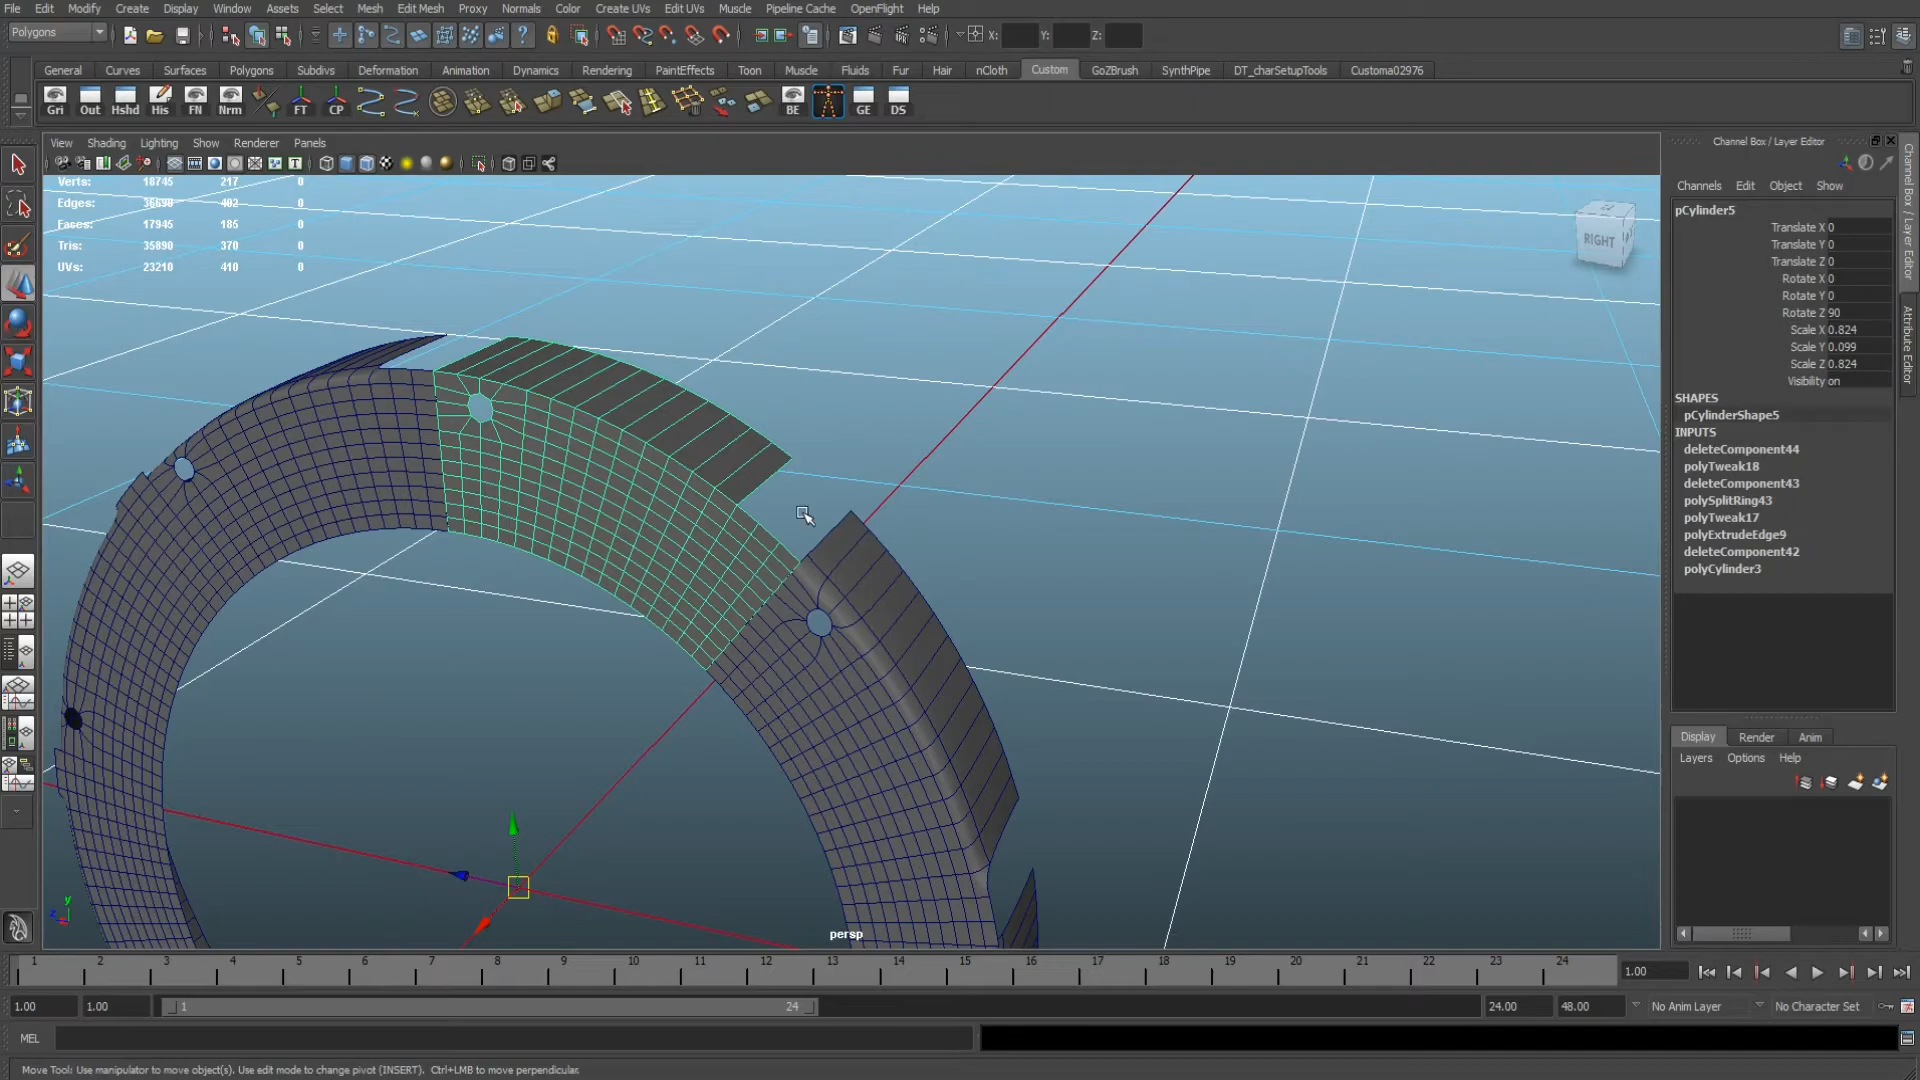 File Edit Modify Create Display Window Assets Select Mesh Edit Mesh Proxy Normals Color Create UVs Edit UVs Muscle Pipeline Cache OpenFlight Help
Polygons X: Y: Z:
General Curves Surfaces Polygons Subdivs Deformation Animation Dynamics Rendering PaintEffects Toon Muscle Fluids Fur Hair nCloth Custom GoZBrush SynthPipe DT_charSetupTools Customa02976
Gri Out Hshd His FN Nrm FT CP BE GE DS
View Shading Lighting Show Renderer Panels
Channel Box / Layer Editor
Channels Edit Object Show
Verts: 18745 217 0
Edges: 36690 402 0
Faces: 17945 185 0
Tris: 35890 370 0
UVs: 23210 410 0
RIGHT
pCylinder5
Translate X 0
Translate Y 0
Translate Z 0
Rotate X 0
Rotate Y 0
Rotate Z 90
Scale X 0.824
Scale Y 0.099
Scale Z 0.824
Visibility on
SHAPES
pCylinderShape5
INPUTS
deleteComponent44
polyTweak18
deleteComponent43
polySplitRing43
polyTweak17
polyExtrudeEdge9
deleteComponent42
polyCylinder3
Channel Box / Layer Editor
Attribute Editor
Display Render Anim
Layers Options Help
y
z
persp
1 2 3 4 5 6 7 8 9 10 11 12 13 14 15 16 17 18 19 20 21 22 23 24 1.00
1.00 1.00 1 24 24.00 48.00 No Anim Layer No Character Set
MEL
Move Tool: Use manipulator to move object(s). Use edit mode to change pivot (INSERT). Ctrl+LMB to move perpendicular.